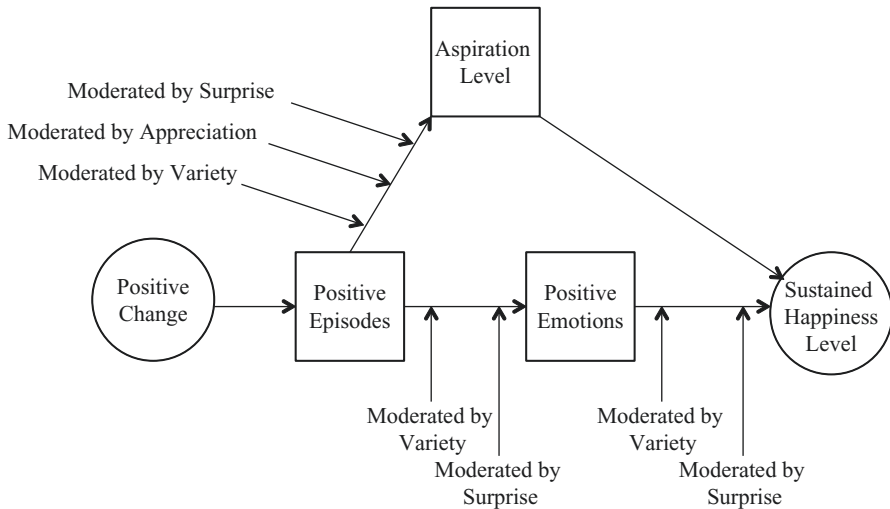 Aspiration
Level
Moderated by Surprise
Moderated by Appreciation
Moderated by Variety
Positive
Change
Positive
Episodes
Positive
Emotions
Sustained
Happiness
Level
Moderated by
Variety
Moderated by
Surprise
Moderated by
Variety
Moderated by
Surprise